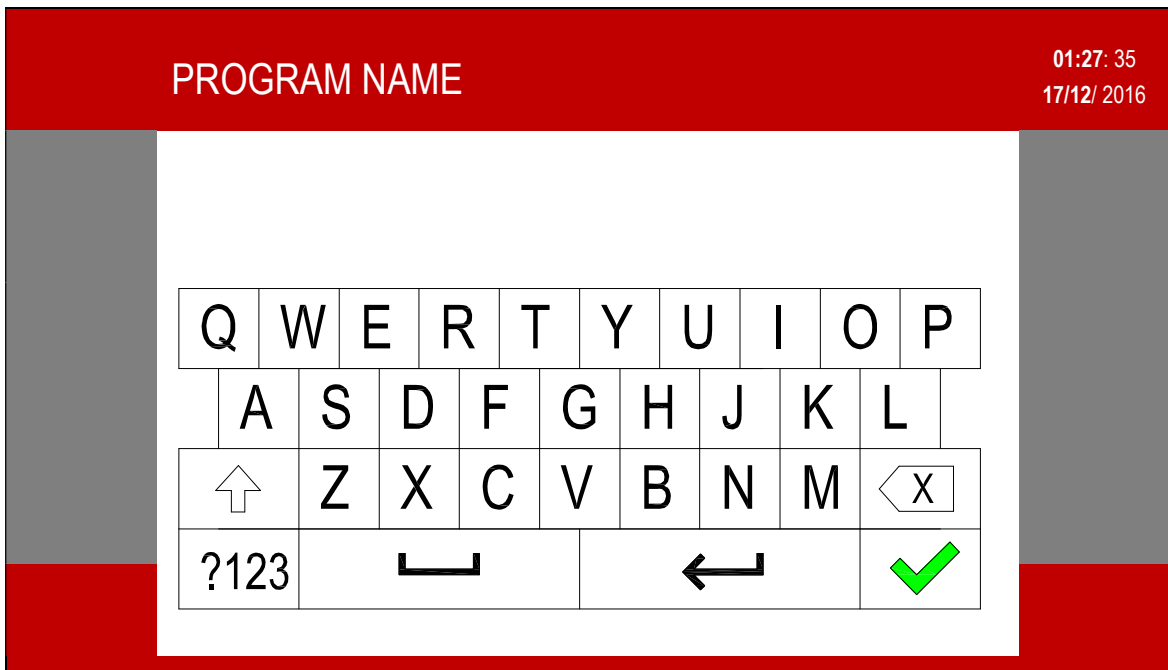 PROGRAM NAME
01:27: 35
17/12/ 2016
Q W E R T Y U I O P
A S D F G H J K L
Z X C V B N M X
?123